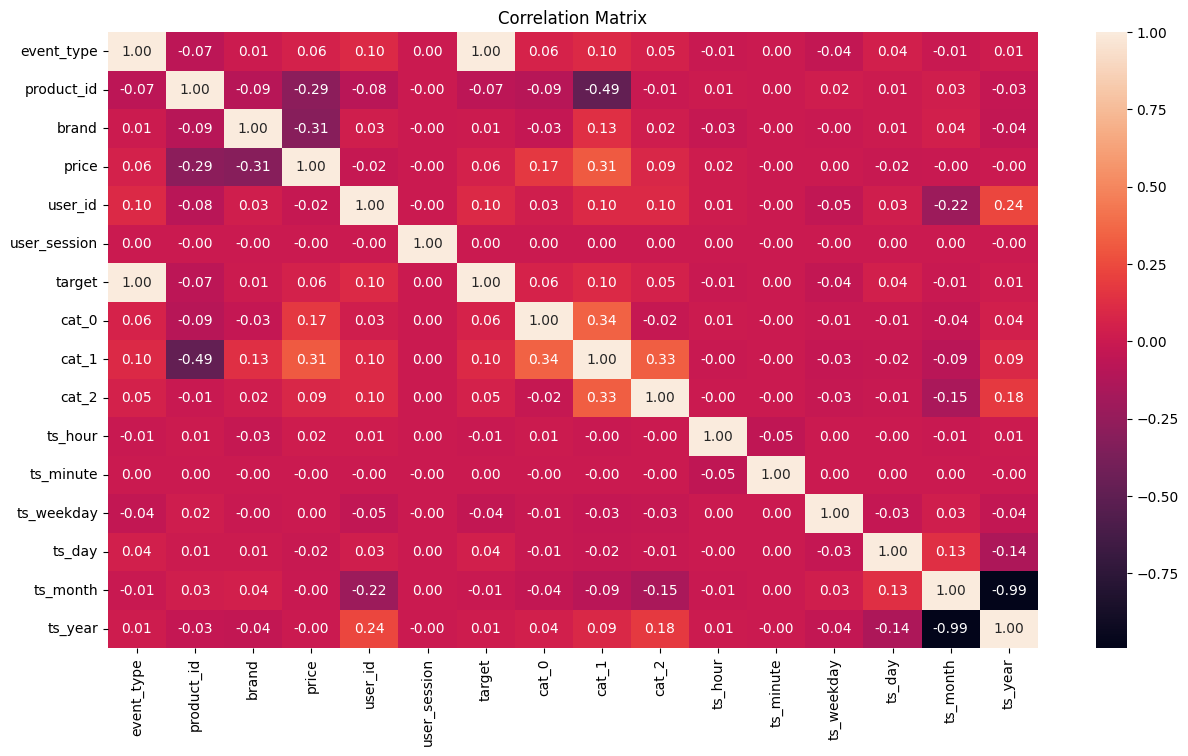 Correlation Matrix
event_type 1.00 -0.07 0.01 0.06 0.10 0.00 1.00 0.06 0.10 0.05 -0.01 0.00 -0.04 0.04 -0.01 0.01
product_id -0.07 1.00 -0.09 -0.29 -0.08 -0.00 -0.07 -0.09 -0.49 -0.01 0.01 0.00 0.02 0.01 0.03 -0.03
brand 0.01 -0.09 1.00 -0.31 0.03 -0.00 0.01 -0.03 0.13 0.02 -0.03 -0.00 -0.00 0.01 0.04 -0.04
price 0.06 -0.29 -0.31 1.00 -0.02 -0.00 0.06 0.17 0.31 0.09 0.02 -0.00 0.00 -0.02 -0.00 -0.00
user_id 0.10 -0.08 0.03 -0.02 1.00 -0.00 0.10 0.03 0.10 0.10 0.01 -0.00 -0.05 0.03 -0.22 0.24
user_session 0.00 -0.00 -0.00 -0.00 -0.00 1.00 0.00 0.00 0.00 0.00 0.00 -0.00 0.00 0.00 0.00 -0.00
target 1.00 -0.07 0.01 0.06 0.10 0.00 1.00 0.06 0.10 0.05 -0.01 0.00 -0.04 0.04 -0.01 0.01
cat_0 0.06 -0.09 -0.03 0.17 0.03 0.00 0.06 1.00 0.34 -0.02 0.01 -0.00 -0.01 -0.01 -0.04 0.04
cat_1 0.10 -0.49 0.13 0.31 0.10 0.00 0.10 0.34 1.00 0.33 -0.00 -0.00 -0.03 -0.02 -0.09 0.09
cat_2 0.05 -0.01 0.02 0.09 0.10 0.00 0.05 -0.02 0.33 1.00 -0.00 -0.00 -0.03 -0.01 -0.15 0.18
ts_hour -0.01 0.01 -0.03 0.02 0.01 0.00 -0.01 0.01 -0.00 -0.00 1.00 -0.05 0.00 -0.00 -0.01 0.01
ts_minute 0.00 0.00 -0.00 -0.00 -0.00 -0.00 0.00 -0.00 -0.00 -0.00 -0.05 1.00 0.00 0.00 0.00 -0.00
ts_weekday -0.04 0.02 -0.00 0.00 -0.05 0.00 -0.04 -0.01 -0.03 -0.03 0.00 0.00 1.00 -0.03 0.03 -0.04
ts_day 0.04 0.01 0.01 -0.02 0.03 0.00 0.04 -0.01 -0.02 -0.01 -0.00 0.00 -0.03 1.00 0.13 -0.14
ts_month -0.01 0.03 0.04 -0.00 -0.22 0.00 -0.01 -0.04 -0.09 -0.15 -0.01 0.00 0.03 0.13 1.00 -0.99
ts_year 0.01 -0.03 -0.04 -0.00 0.24 -0.00 0.01 0.04 0.09 0.18 0.01 -0.00 -0.04 -0.14 -0.99 1.00
event_type product_id brand price user_id user_session target cat_0 cat_1 cat_2 ts_hour ts_minute ts_weekday ts_day ts_month ts_year
1.00
0.75
0.50
0.25
0.00
−0.25
−0.50
−0.75